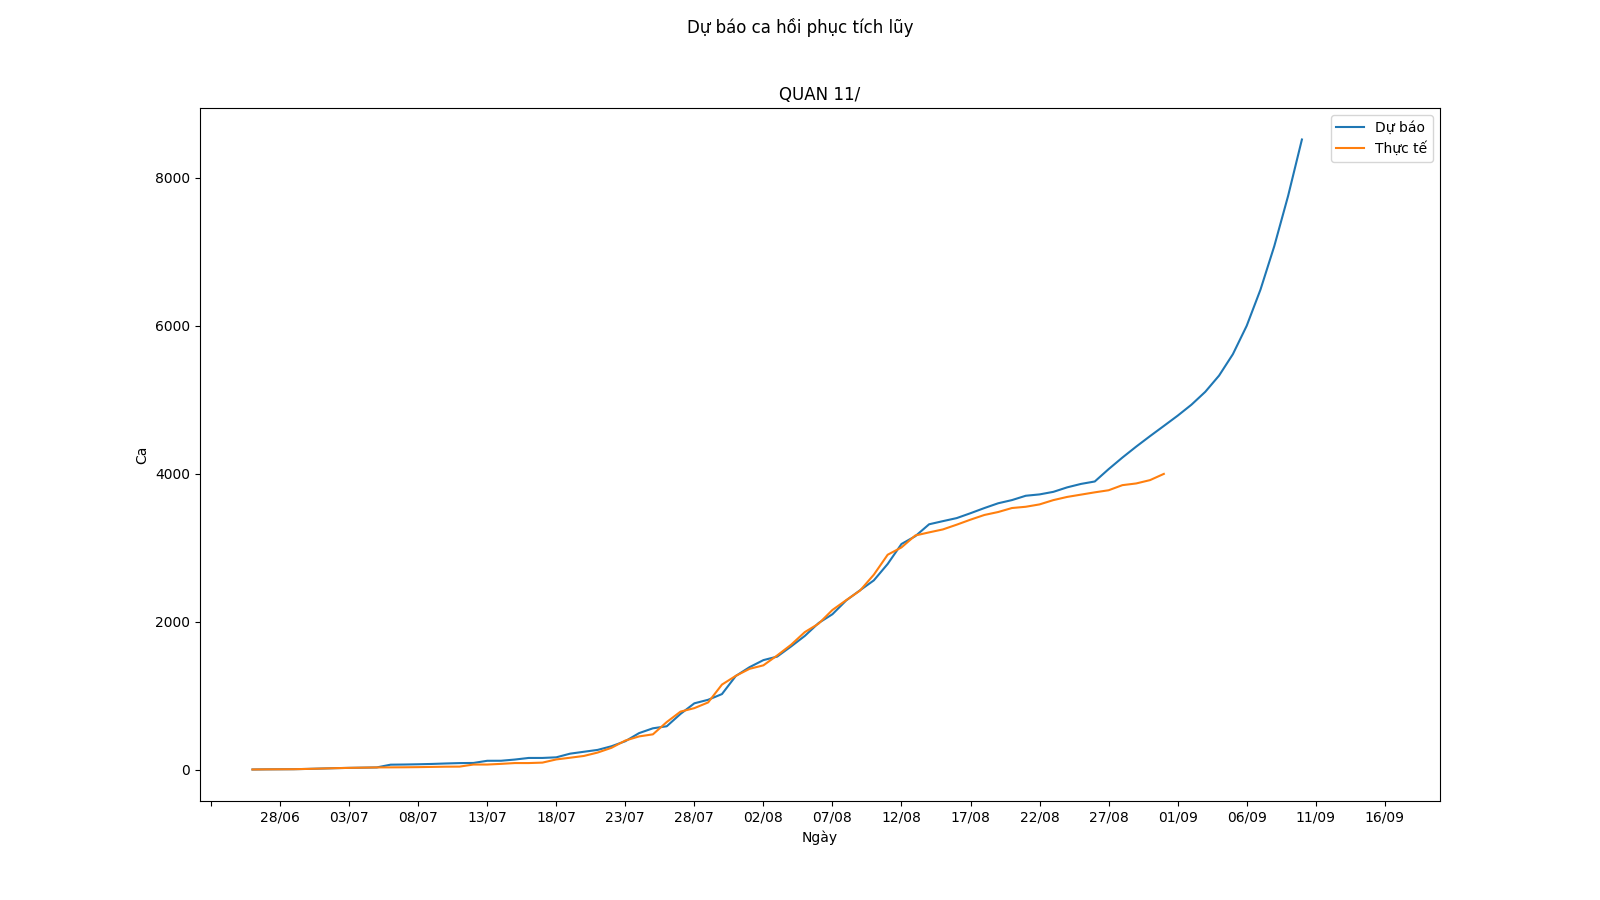 Dự báo ca hồi phục tích lũy
QUAN 11/
Dự báo
Thực tế
8000
6000
4000
2000
0
Ca
28/06 03/07 08/07 13/07 18/07 23/07 28/07 02/08 07/08 12/08 17/08 22/08 27/08 01/09 06/09 11/09 16/09
Ngày